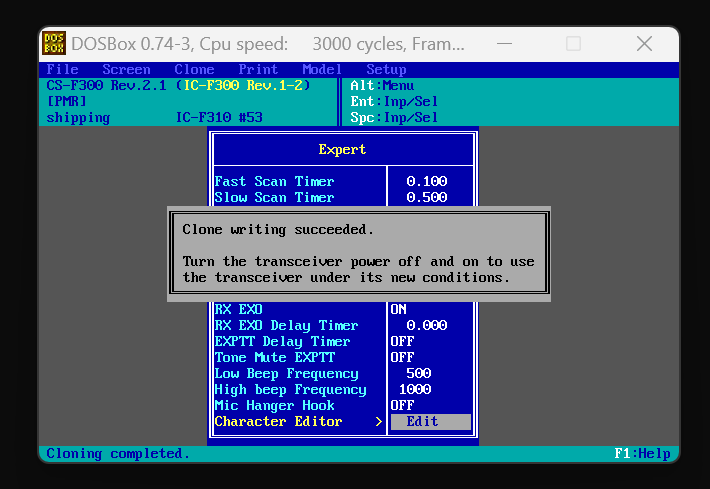 DOS
BOX
DOSBox 0.74-3, Cpu speed: 3000 cycles, Fram...
File Screen Clone Print Model Setup
CS-F300 Rev.2.1 (IC-F300 Rev.1-2)
[PMR]
shipping IC-F310 #53
Alt:Menu
Ent:Inp/Sel
Spc:Inp/Sel
Expert
Fast Scan Timer 0.100
Slow Scan Timer 0.500
Clone writing succeeded.
Turn the transceiver power off and on to use
the transceiver under its new conditions.
RX EXO ON
RX EXO Delay Timer 0.000
EXPTT Delay Timer OFF
Tone Mute EXPTT OFF
Low Beep Frequency 500
High beep Frequency 1000
Mic Hanger Hook OFF
Character Editor > Edit
Cloning completed. F1:Help